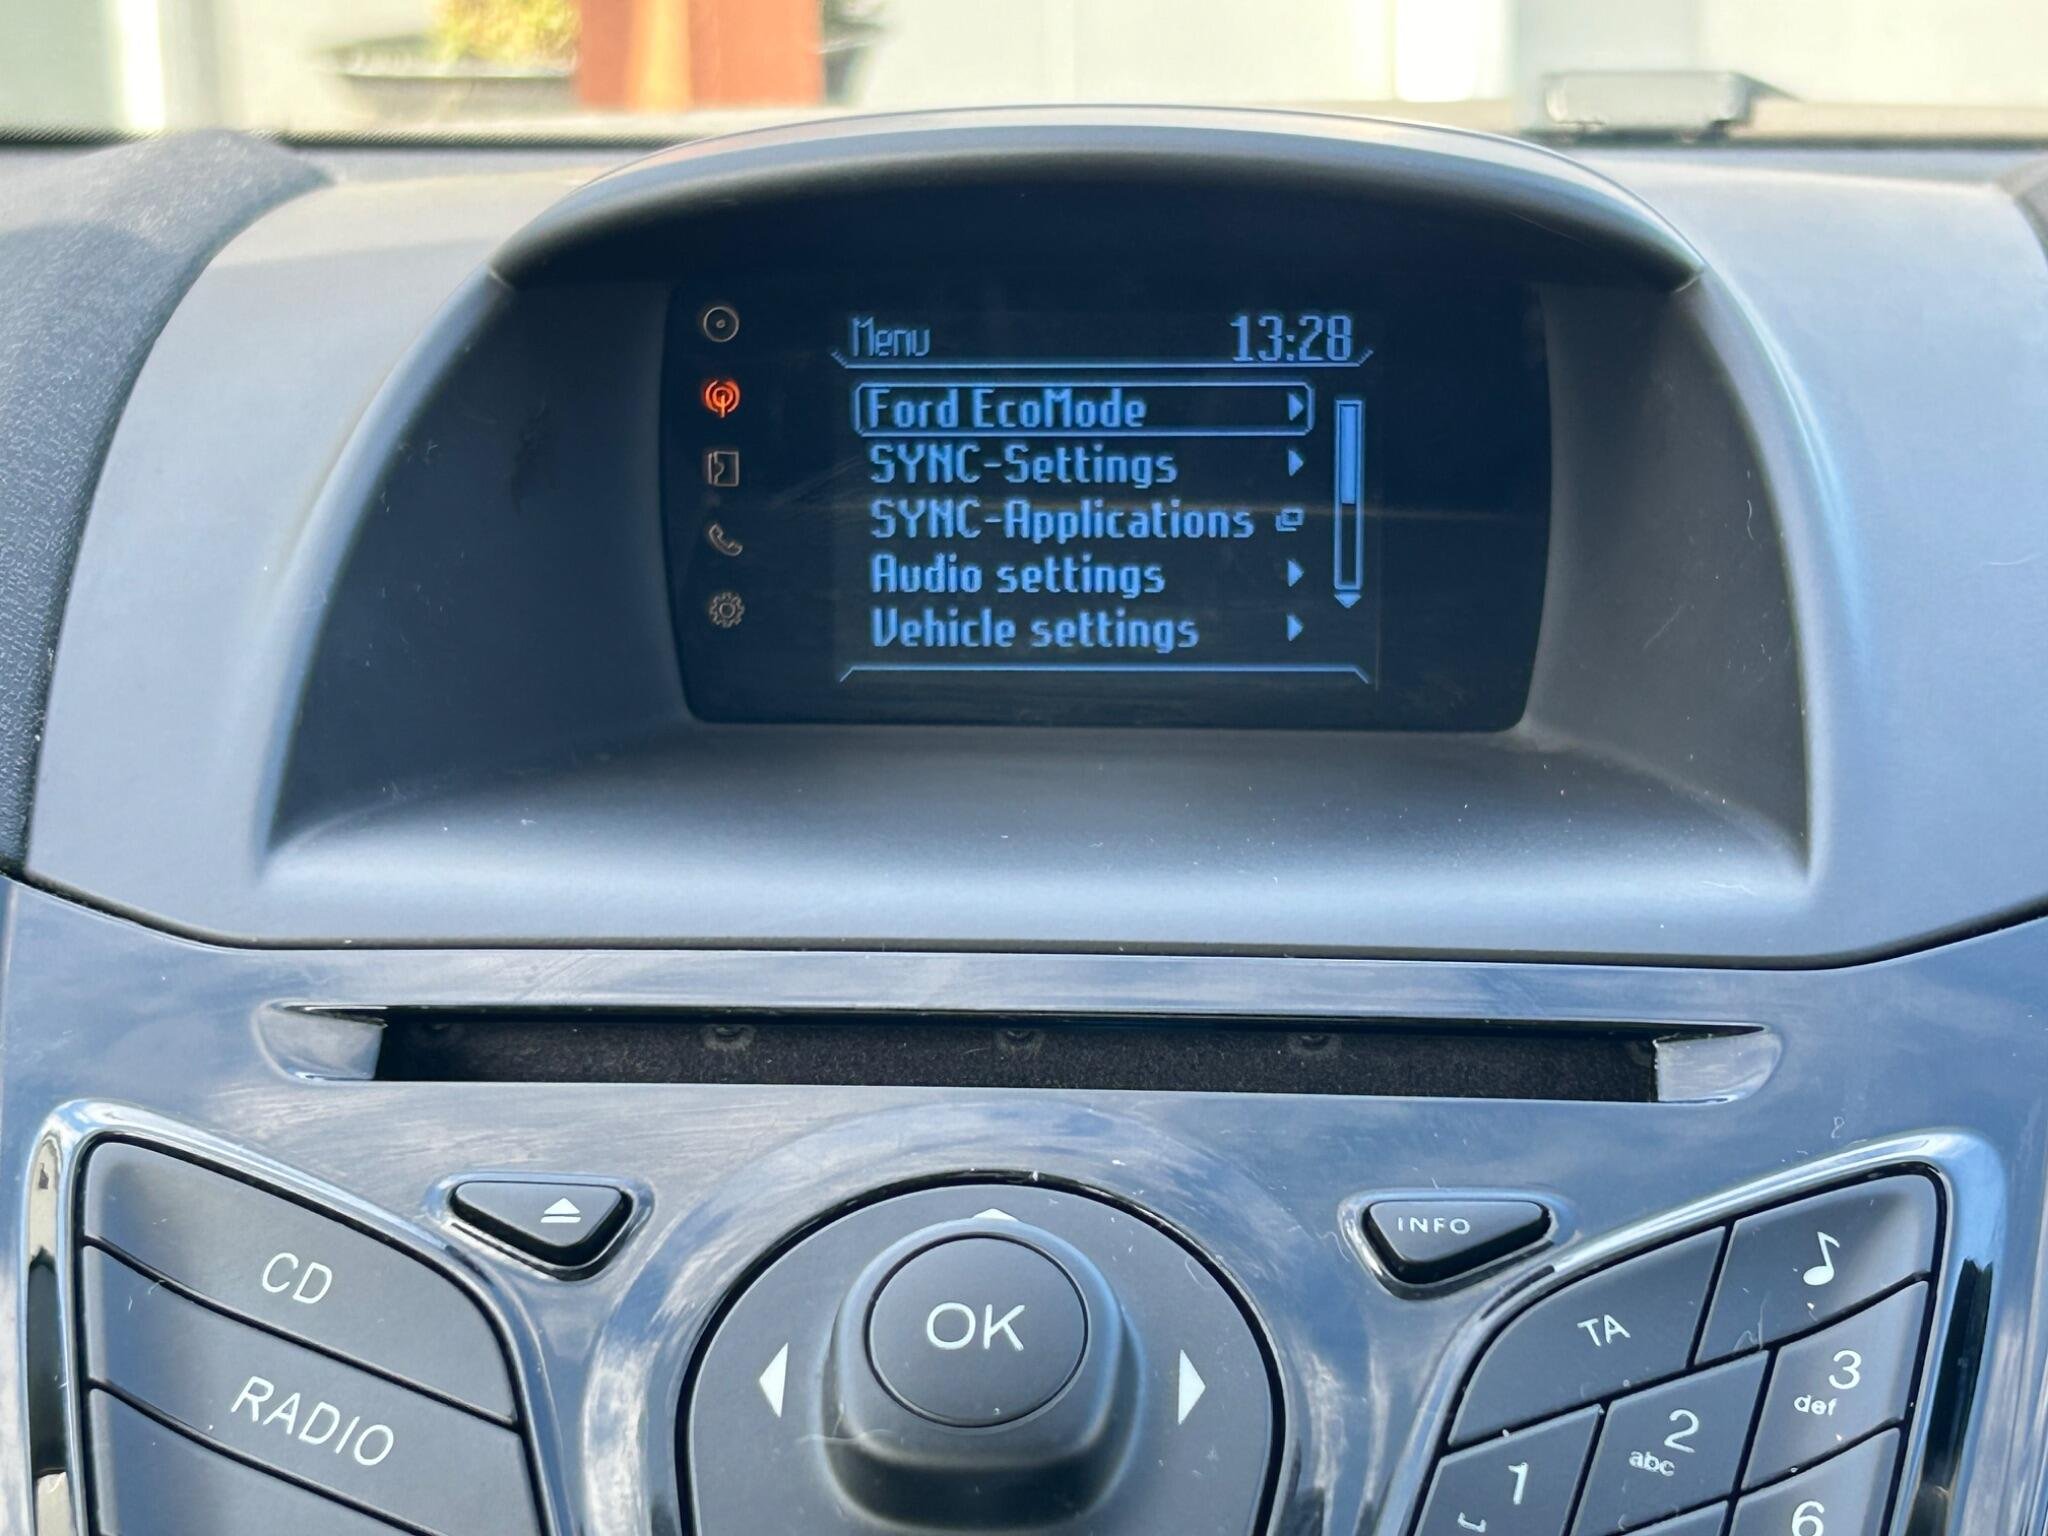 Menu 13:28
Ford EcoMode
SYNC-Settings
SYNC-Applications
Audio settings
Vehicle settings
CD
INFO
OK
TA
RADIO
3
def
2
abc
1
6